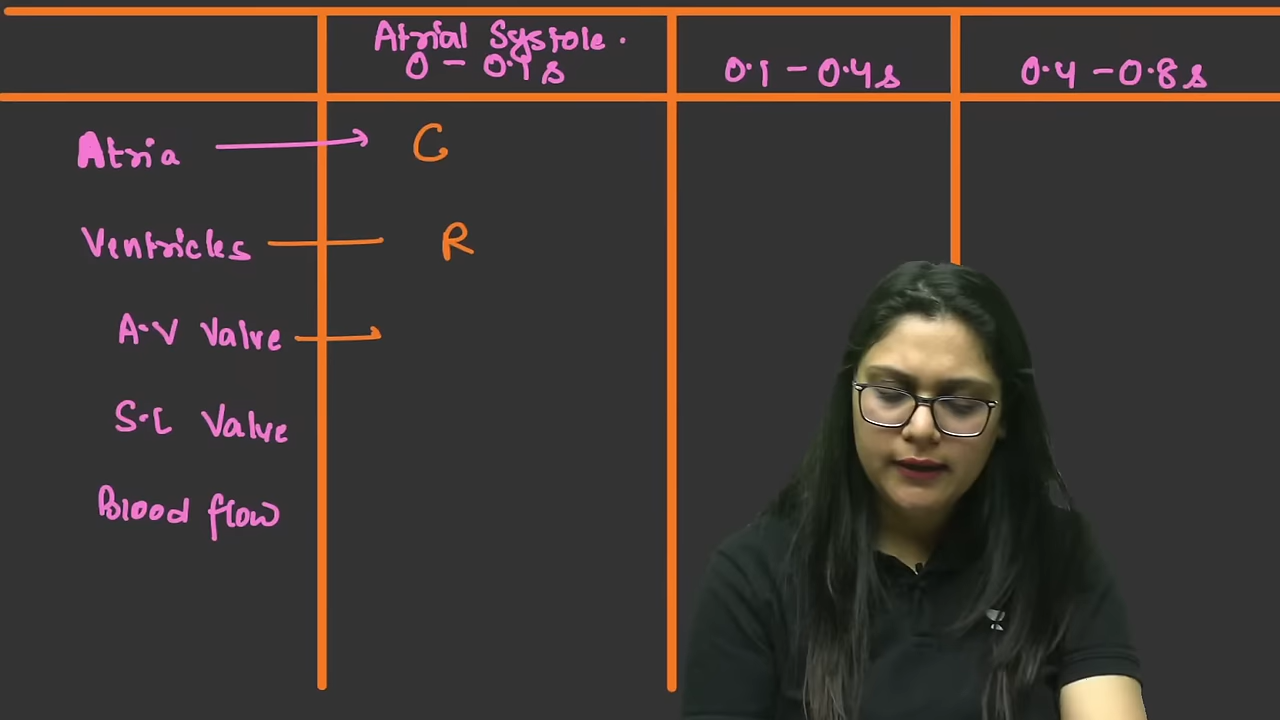 Atrial Systole.
0 - 0.1s
0.1 - 0.4s
0.4 - 0.8s
Atria C
Ventricles R
A.V Valve
S.L Valve
Blood flow